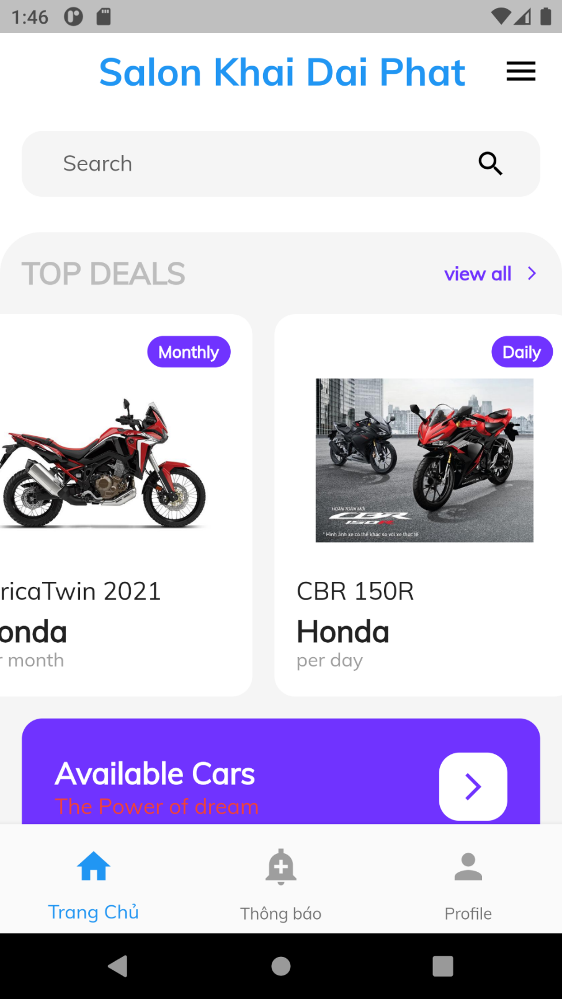 1:46
Salon Khai Dai Phat
Search
TOP DEALS
view all
Monthly
Daily
HOÀN TOÀN MỚI
CBR
150R
* Hình ảnh xe có thể khác so với xe thực tế
ricaTwin 2021
CBR 150R
onda
Honda
r month
per day
Available Cars
The Power of dream
Trang Chủ
Thông báo
Profile